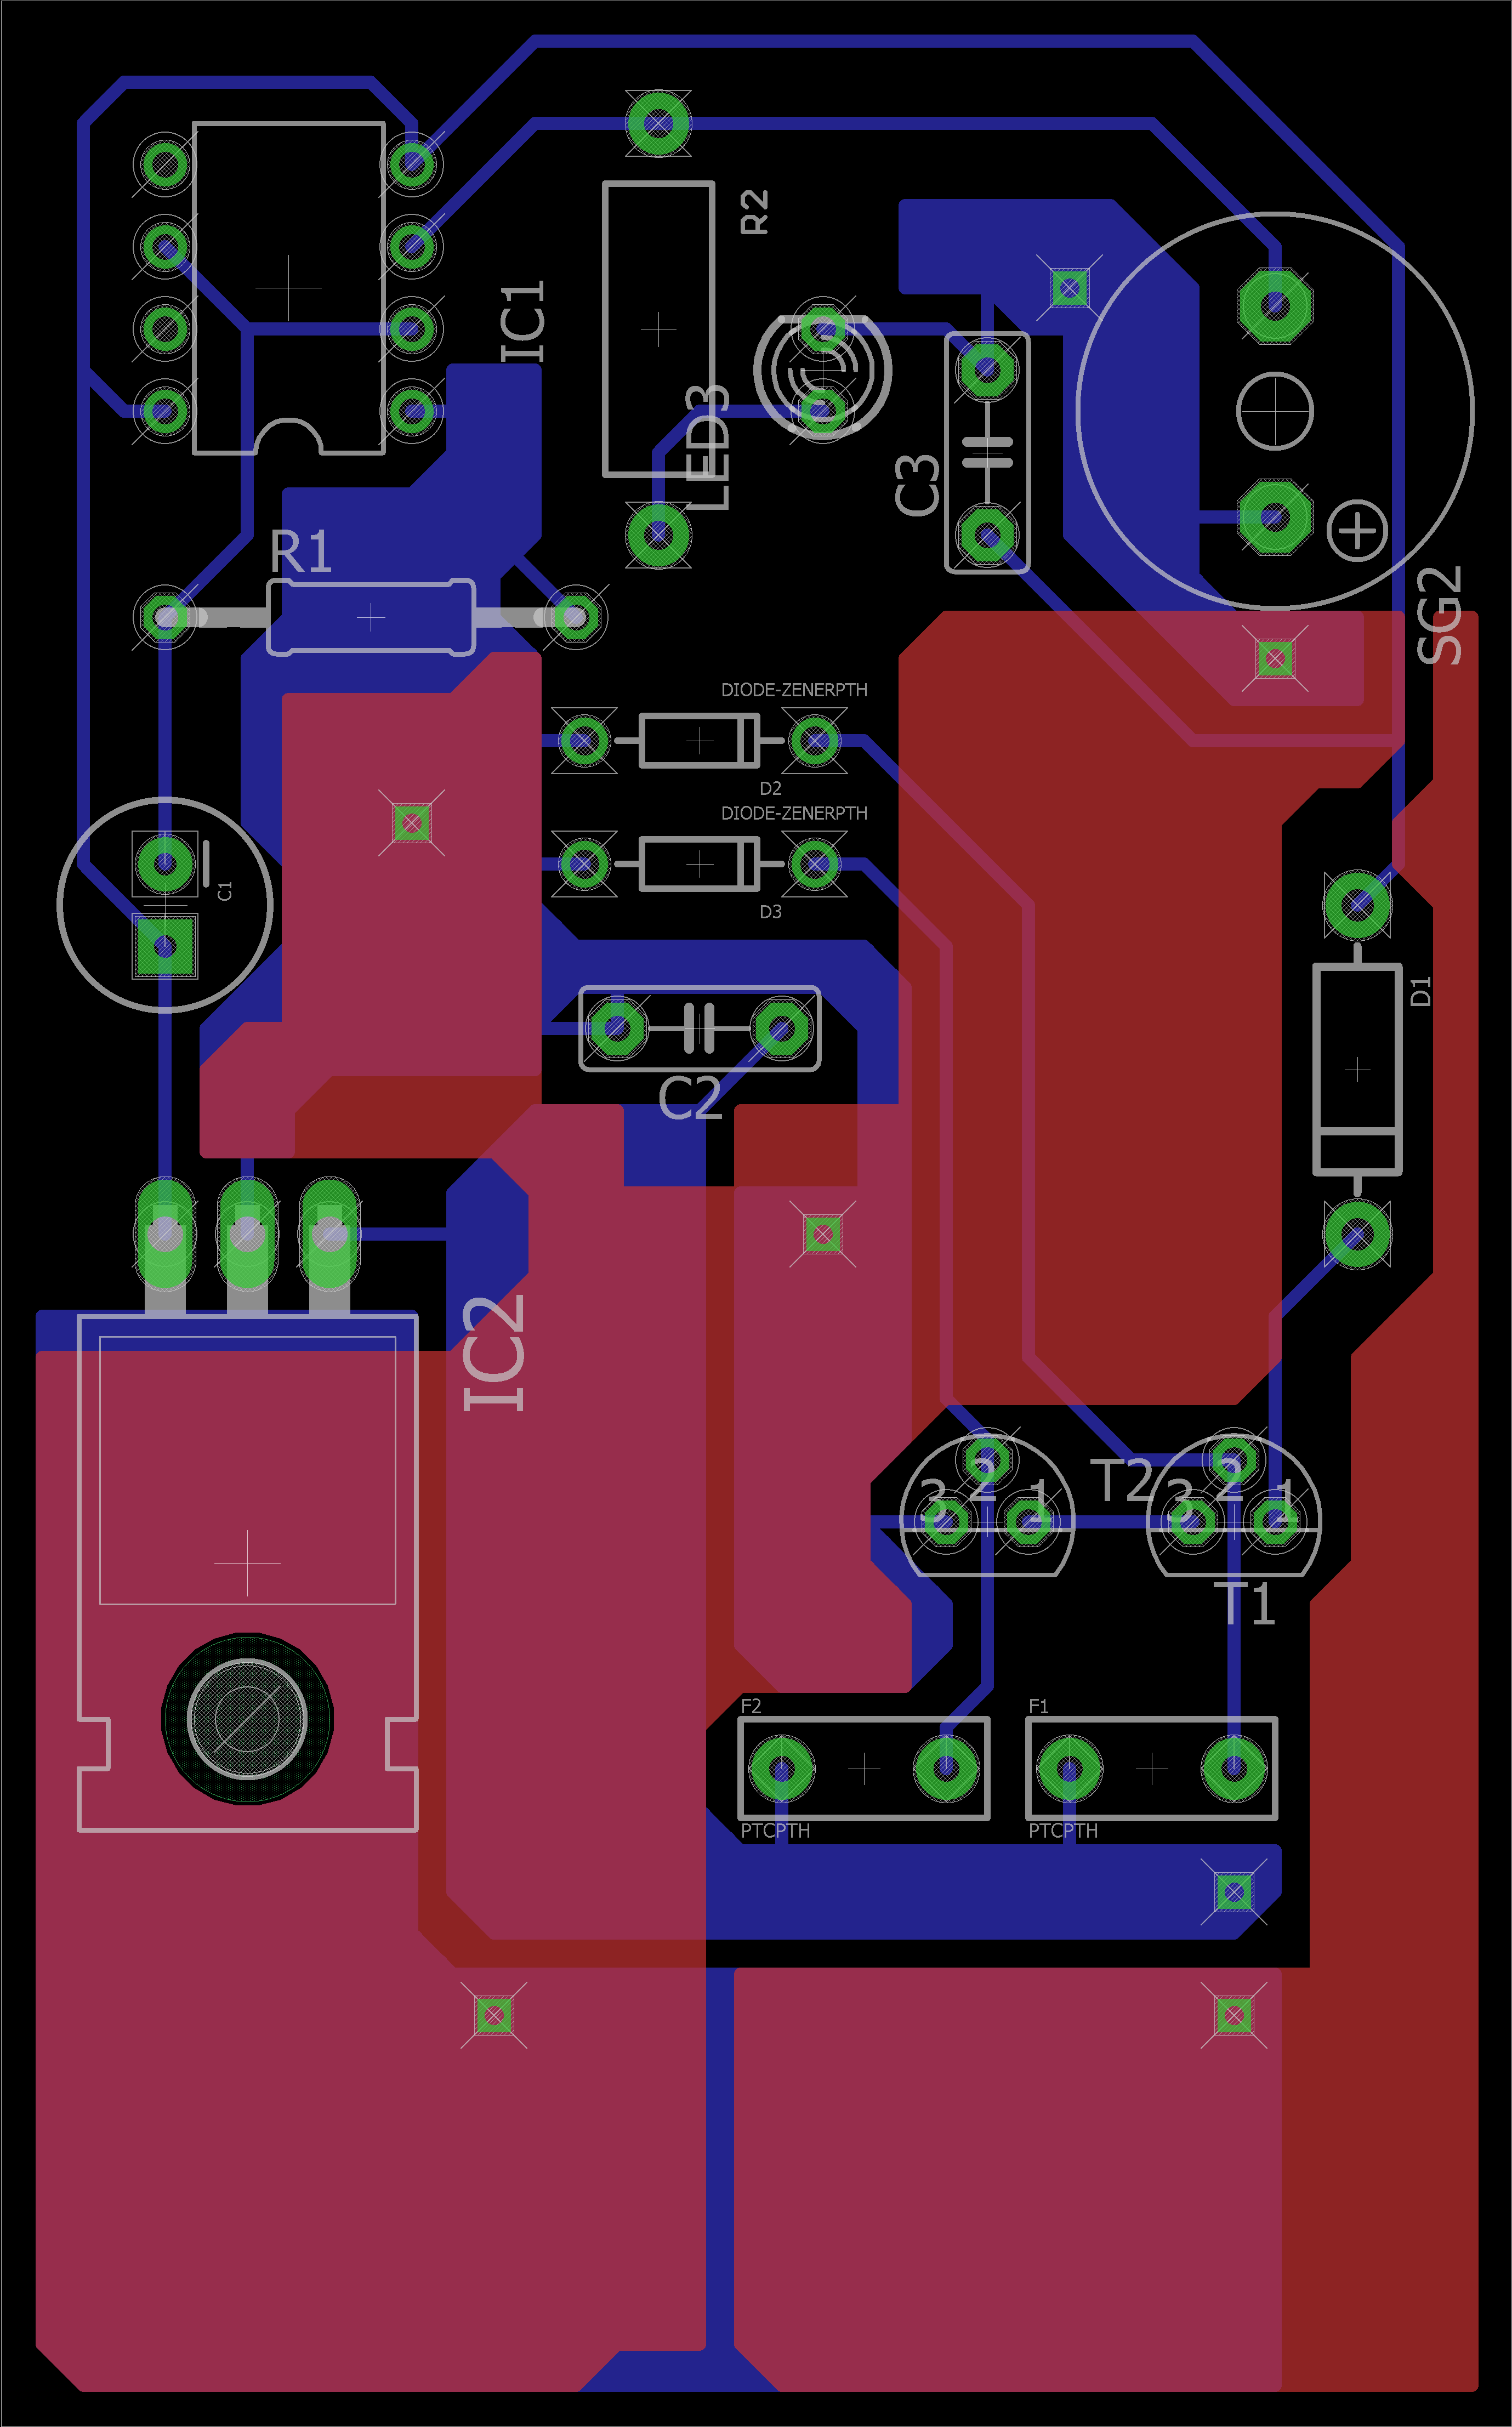 R2
IC1
LED3
C3
R1
SG2
DIODE-ZENERPTH
D2
DIODE-ZENERPTH
C1
D3
D1
C2
IC2
3 2 1
T2
3 2 1
T1
F2
F1
PTCPTH
PTCPTH